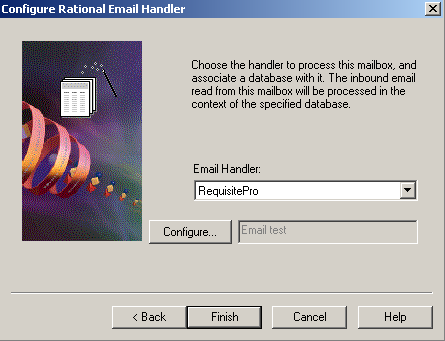 Configure Rational Email Handler
Choose the handler to process this mailbox, and
associate a database with it. The inbound email
read from this mailbox will be processed in the
context of the specified database.
Email Handler:
RequisitePro
Configure...
Email test
< Back
Finish
Cancel
Help